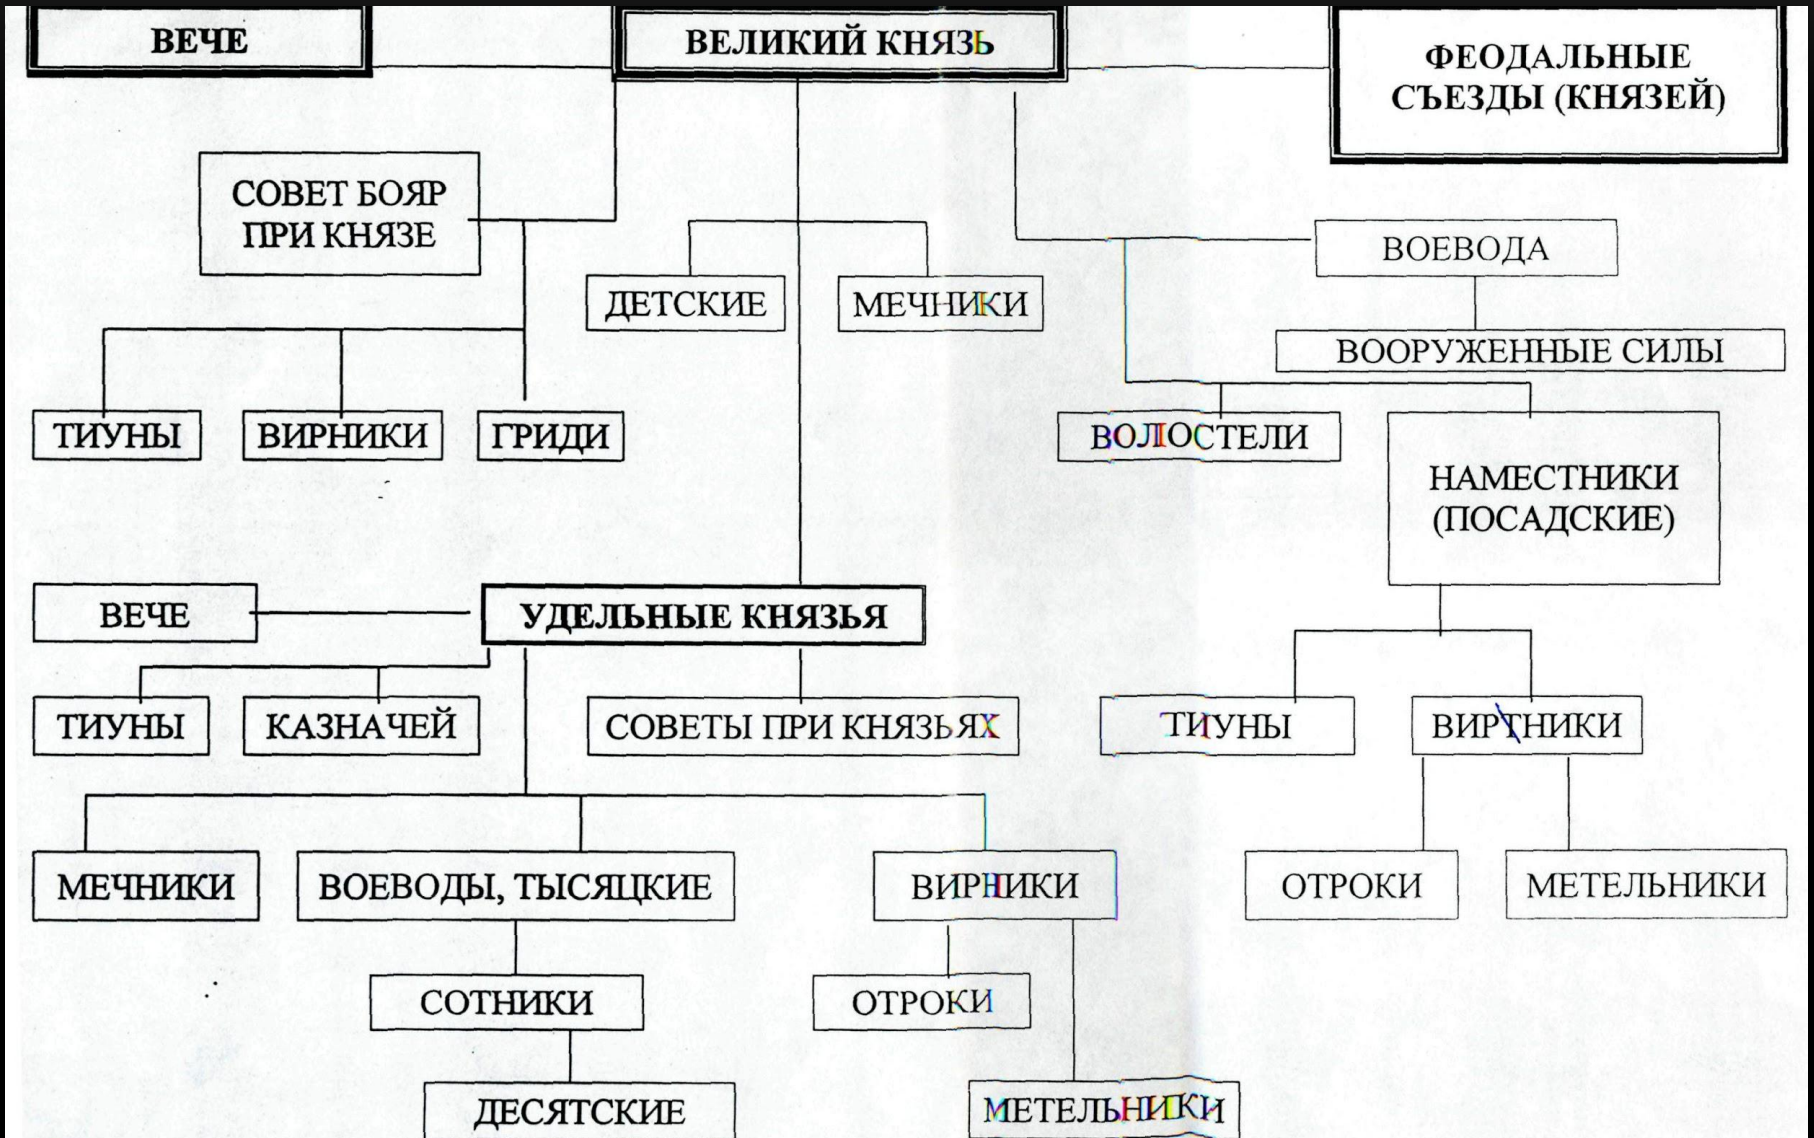 ВЕЧЕ
ВЕЛИКИЙ КНЯЗЬ
ФЕОДАЛЬНЫЕ
СЪЕЗДЫ (КНЯЗЕЙ)
СОВЕТ БОЯР
ПРИ КНЯЗЕ
ДЕТСКИЕ
МЕЧНИКИ
ВОЕВОДА
ВООРУЖЕННЫЕ СИЛЫ
ТИУНЫ
ВИРНИКИ
ГРИДИ
ВОЛОСТЕЛИ
НАМЕСТНИКИ
(ПОСАДСКИЕ)
ВЕЧЕ
УДЕЛЬНЫЕ КНЯЗЬЯ
ТИУНЫ
КАЗНАЧЕЙ
СОВЕТЫ ПРИ КНЯЗЬЯХ
ТИУНЫ
ВИРТНИКИ
МЕЧНИКИ
ВОЕВОДЫ, ТЫСЯЦКИЕ
ВИРНИКИ
ОТРОКИ
МЕТЕЛЬНИКИ
СОТНИКИ
ОТРОКИ
ДЕСЯТСКИЕ
МЕТЕЛЬНИКИ